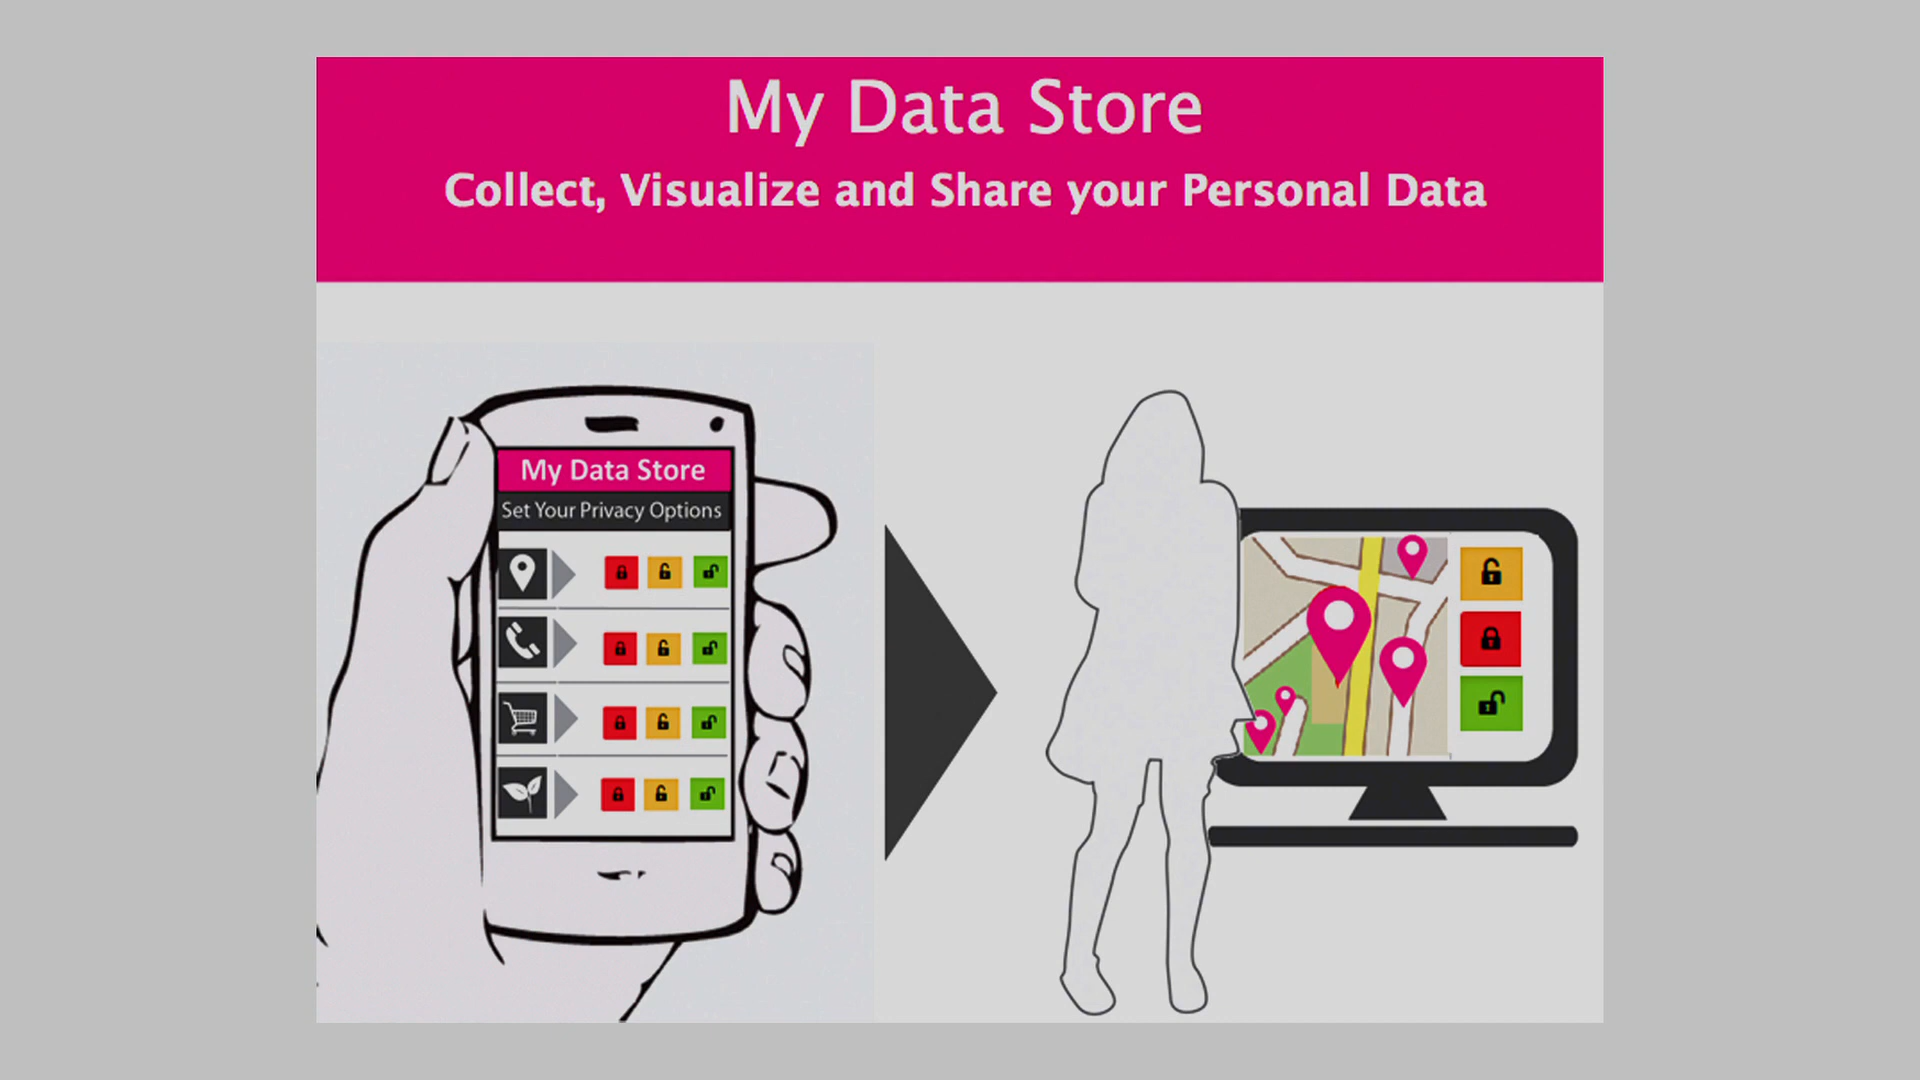 My Data Store
Collect, Visualize and Share your Personal Data
My Data Store
Set Your Privacy Options